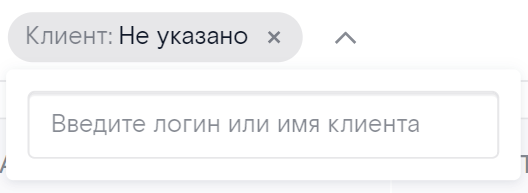 Клиент: Не указано ×
Введите логин или имя клиента